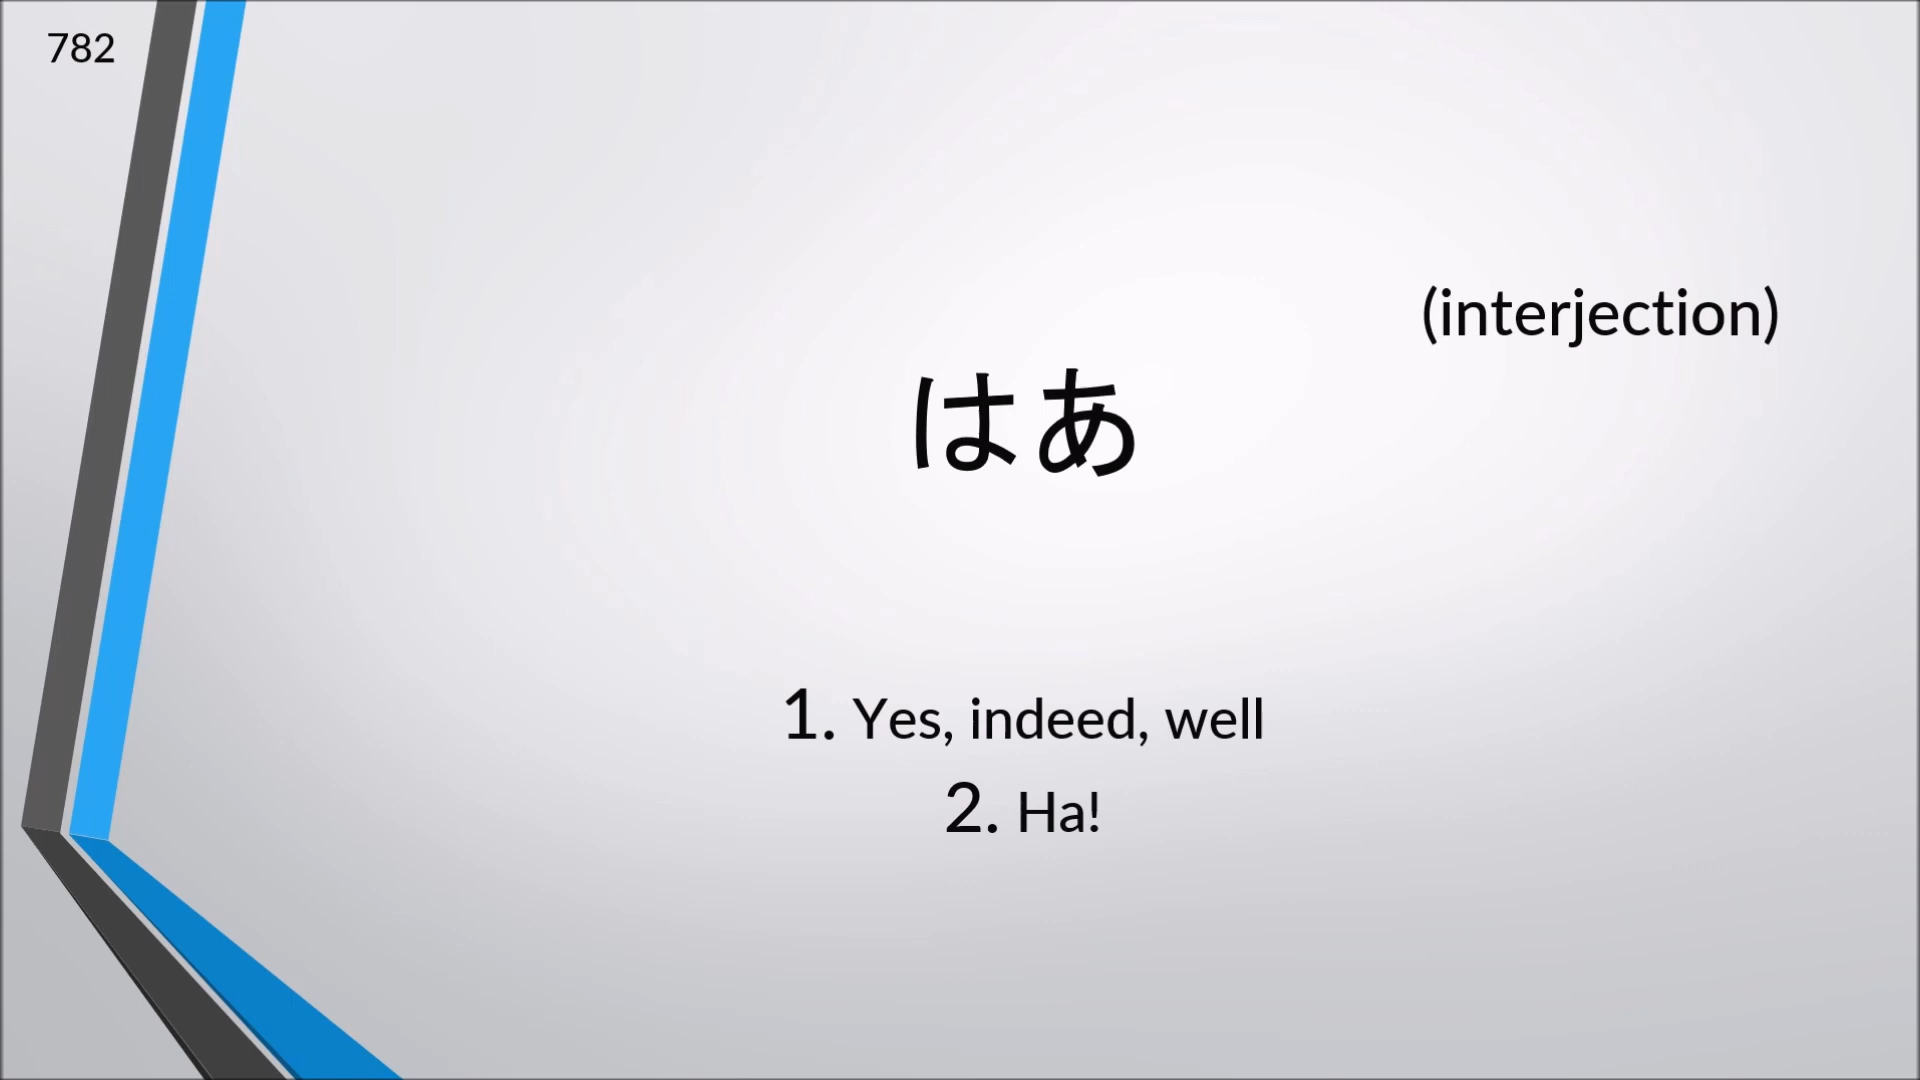 782
(interjection)
はあ
1. Yes, indeed, well
2. Ha!